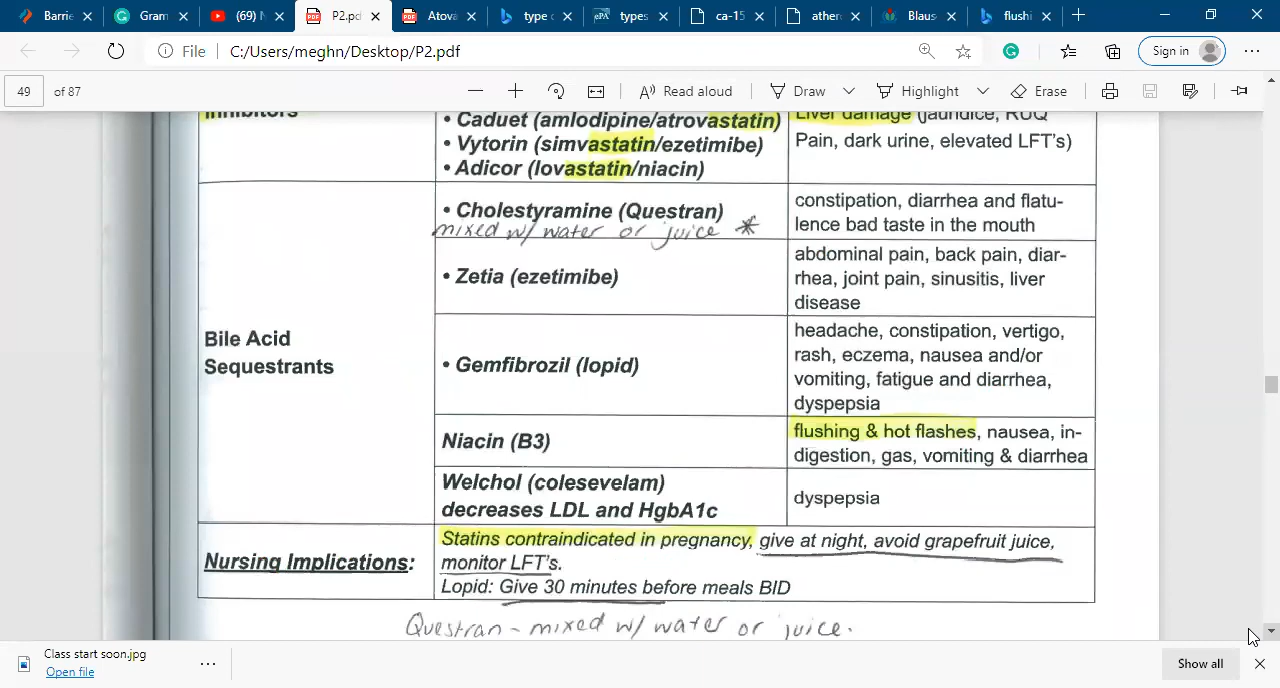 Barrie
Gram
(69) N
P2.pd
Atova
type c
types
ca-15
ather
Blaus
flushi
File
C:/Users/meghn/Desktop/P2.pdf
Sign in
49
of 87
Read aloud
Draw
Highlight
Erase
Inhibitors
• Caduet (amlodipine/atrovastatin)
• Vytorin (simvastatin/ezetimibe)
• Adicor (lovastatin/niacin)
Liver damage (jaundice, RUQ
Pain, dark urine, elevated LFT's)
Bile Acid
Sequestrants
• Cholestyramine (Questran)
mixed w/ water or juice *
constipation, diarrhea and flatu-
lence bad taste in the mouth
• Zetia (ezetimibe)
abdominal pain, back pain, diar-
rhea, joint pain, sinusitis, liver
disease
• Gemfibrozil (lopid)
headache, constipation, vertigo,
rash, eczema, nausea and/or
vomiting, fatigue and diarrhea,
dyspepsia
Niacin (B3)
flushing & hot flashes, nausea, in-
digestion, gas, vomiting & diarrhea
Welchol (colesevelam)
decreases LDL and HgbA1c
dyspepsia
Nursing Implications:
Statins contraindicated in pregnancy, give at night, avoid grapefruit juice,
monitor LFT's.
Lopid: Give 30 minutes before meals BID
Questran - mixed w/ water or juice.
Class start soon.jpg
Open file
Show all